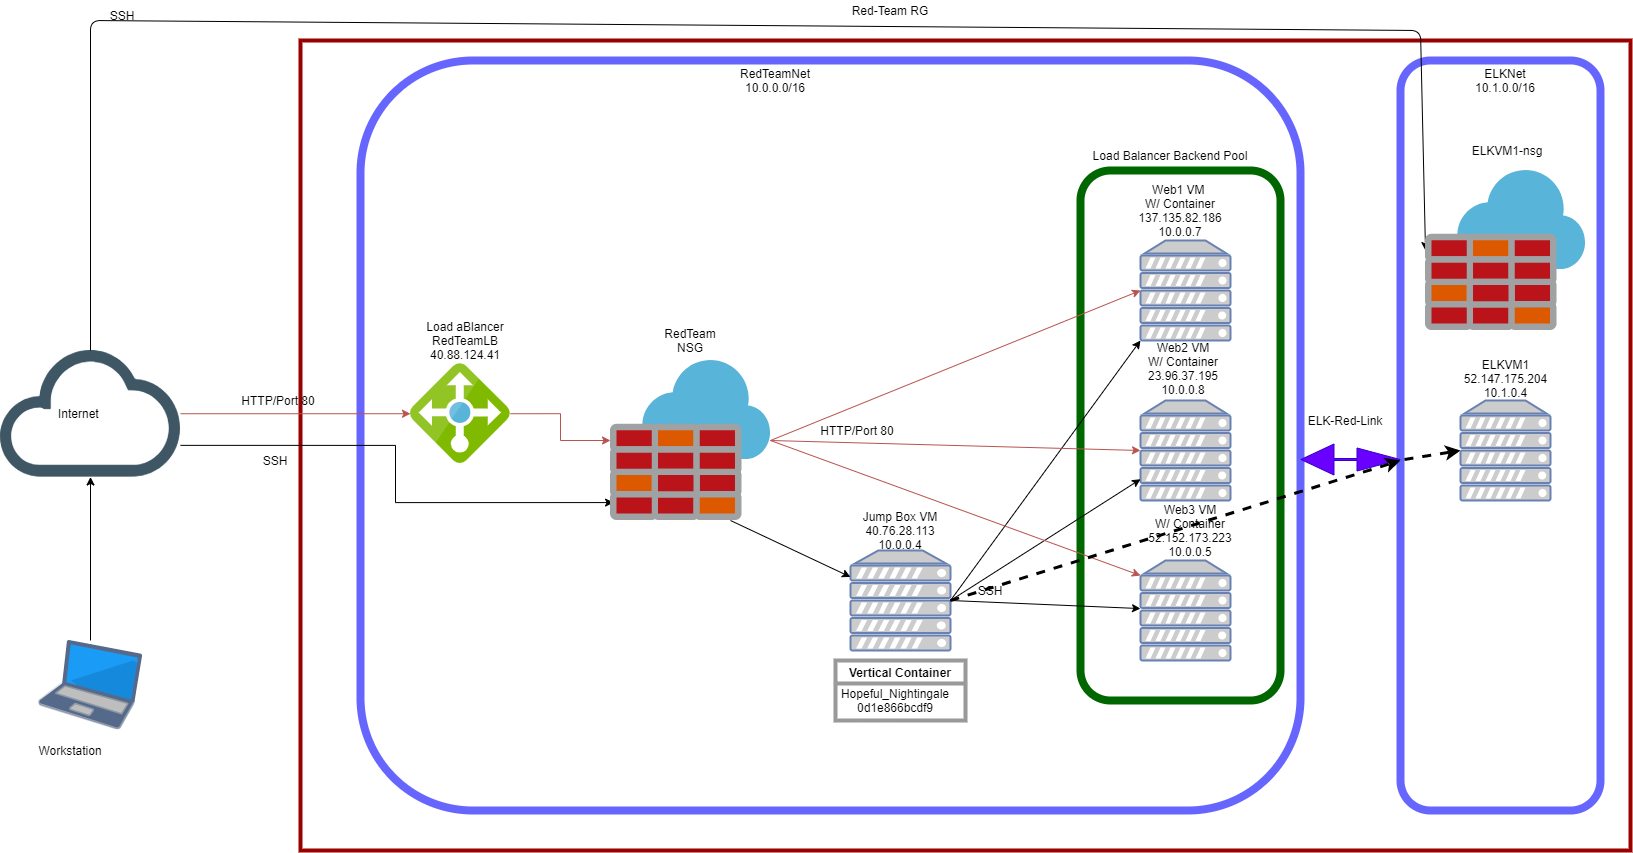 SSH
Red-Team RG
RedTeamNet
10.0.0.0/16
ELKNet
10.1.0.0/16
ELKVM1-nsg
Load Balancer Backend Pool
Web1 VM
W/ Container
137.135.82.186
10.0.0.7
Load aBlancer
RedTeamLB
40.88.124.41
RedTeam
NSG
Web2 VM
W/ Container
23.96.37.195
10.0.0.8
ELKVM1
52.147.175.204
10.1.0.4
Internet
HTTP/Port 80
HTTP/Port 80
ELK-Red-Link
SSH
Jump Box VM
40.76.28.113
10.0.0.4
Web3 VM
W/ Container
52.152.173.223
10.0.0.5
SSH
Vertical Container
Hopeful_Nightingale
0d1e866bcdf9
Workstation